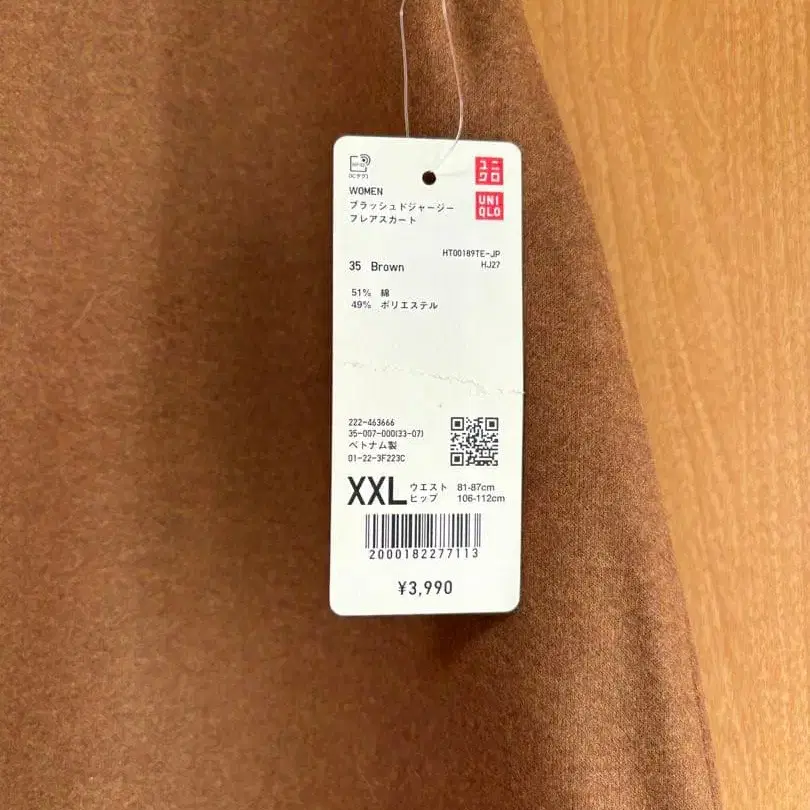 (ICタグ)
ユニ
クロ
UNI
QLO
WOMEN
ブラッシュドジャージー
フレアスカート
HT00189TE-JP
35 Brown
HJ27
51% 綿
49% ポリエステル
222-463666
35-007-000(33-07)
ベトナム製
01-22-3F223C
XXL
ウエスト 81-87cm
ヒップ 106-112cm
2000182277113
¥3,990